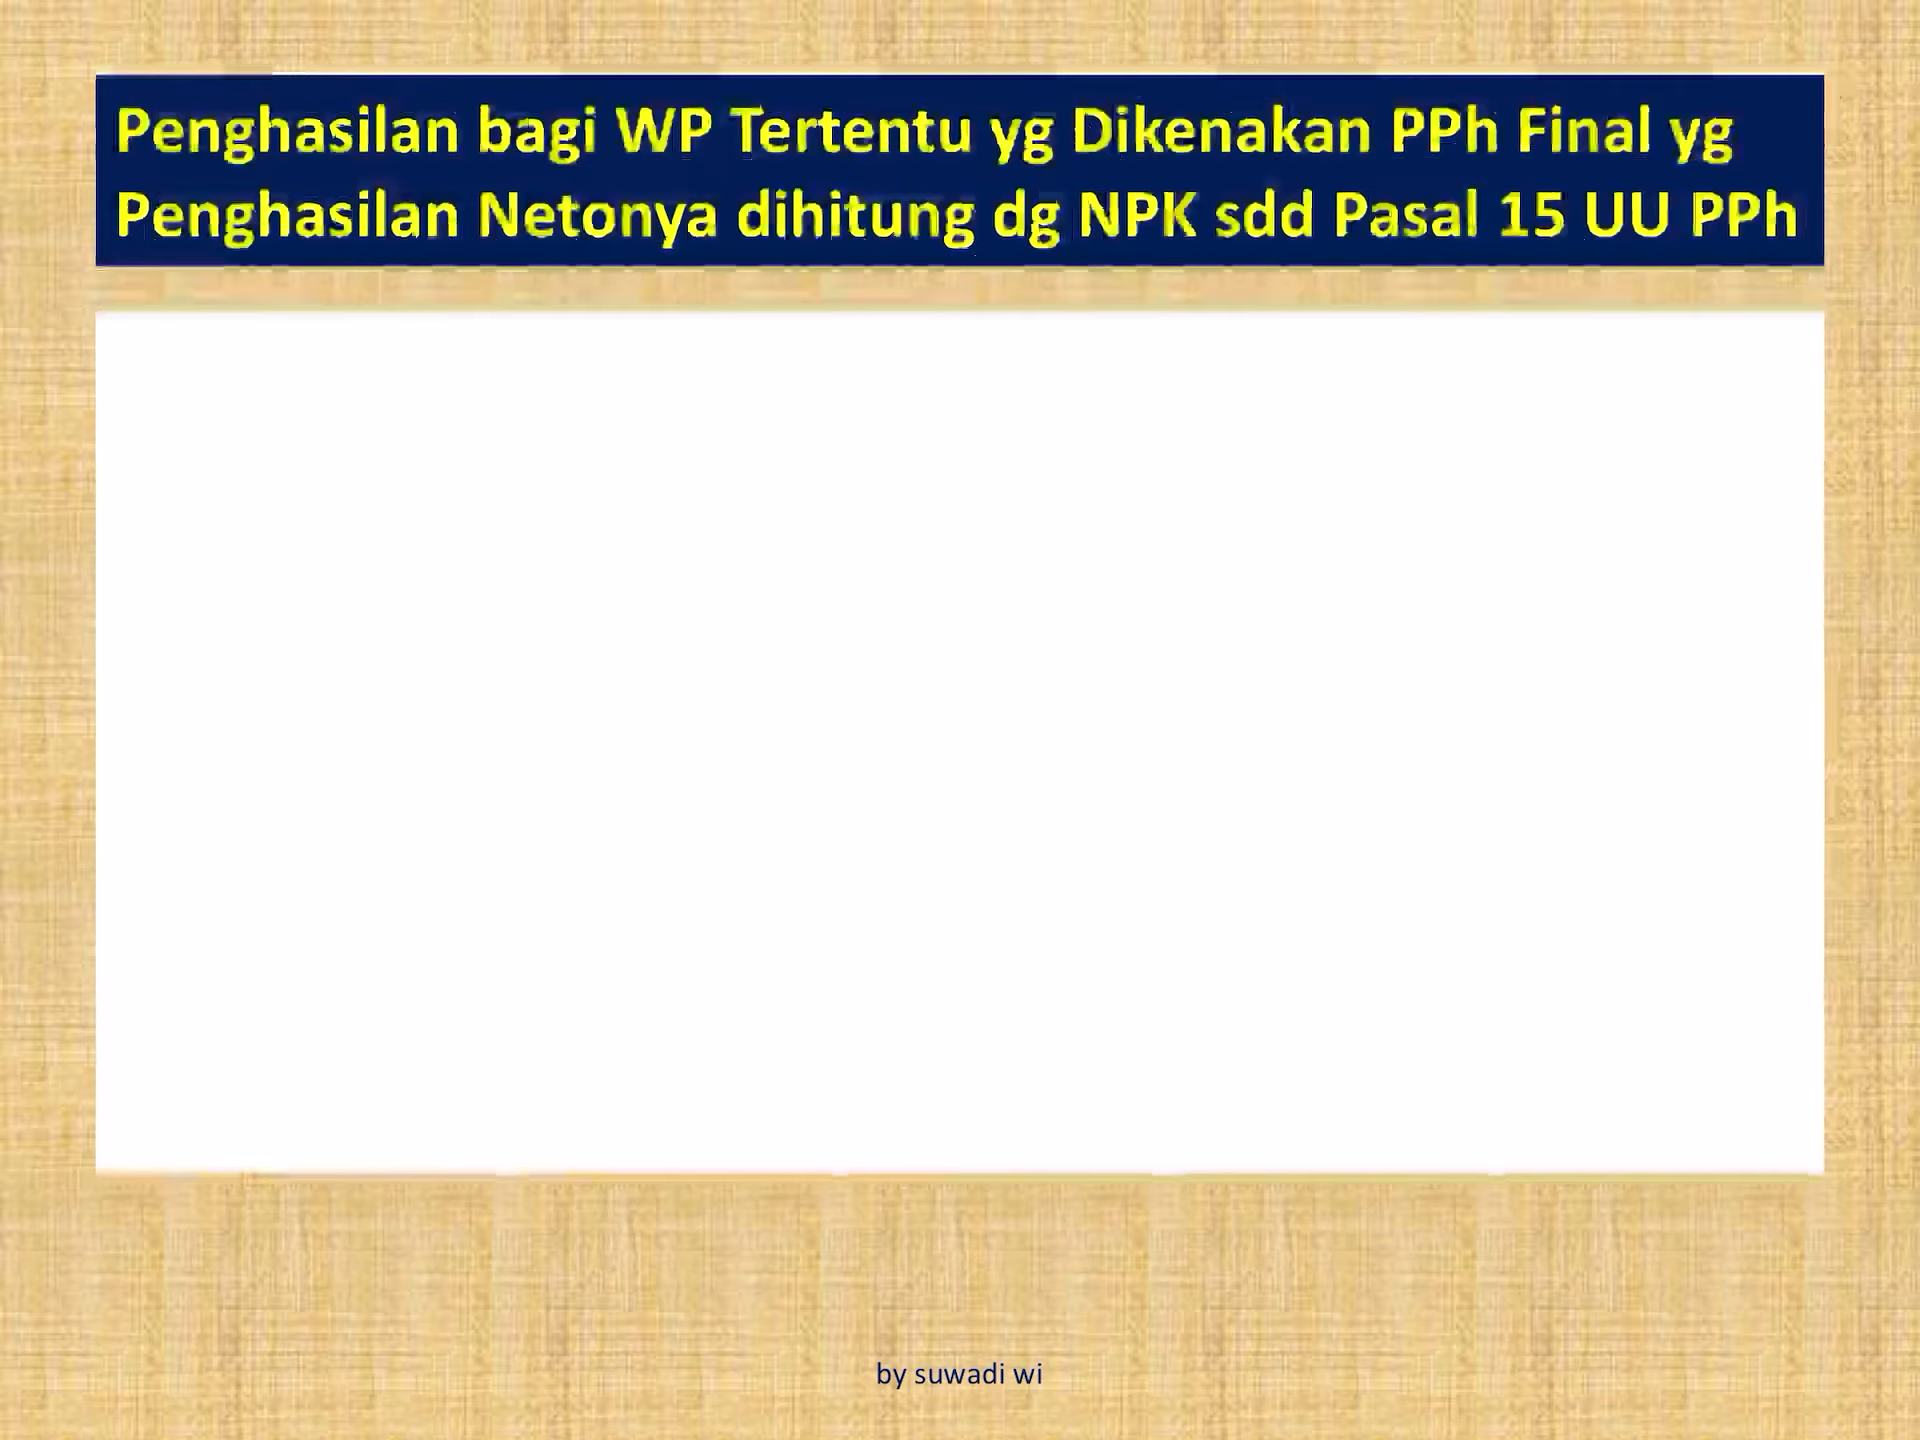 Penghasilan bagi WP Tertentu yg Dikenakan PPh Final yg
Penghasilan Netonya dihitung dg NPK sdd Pasal 15 UU PPh
by suwadi wi